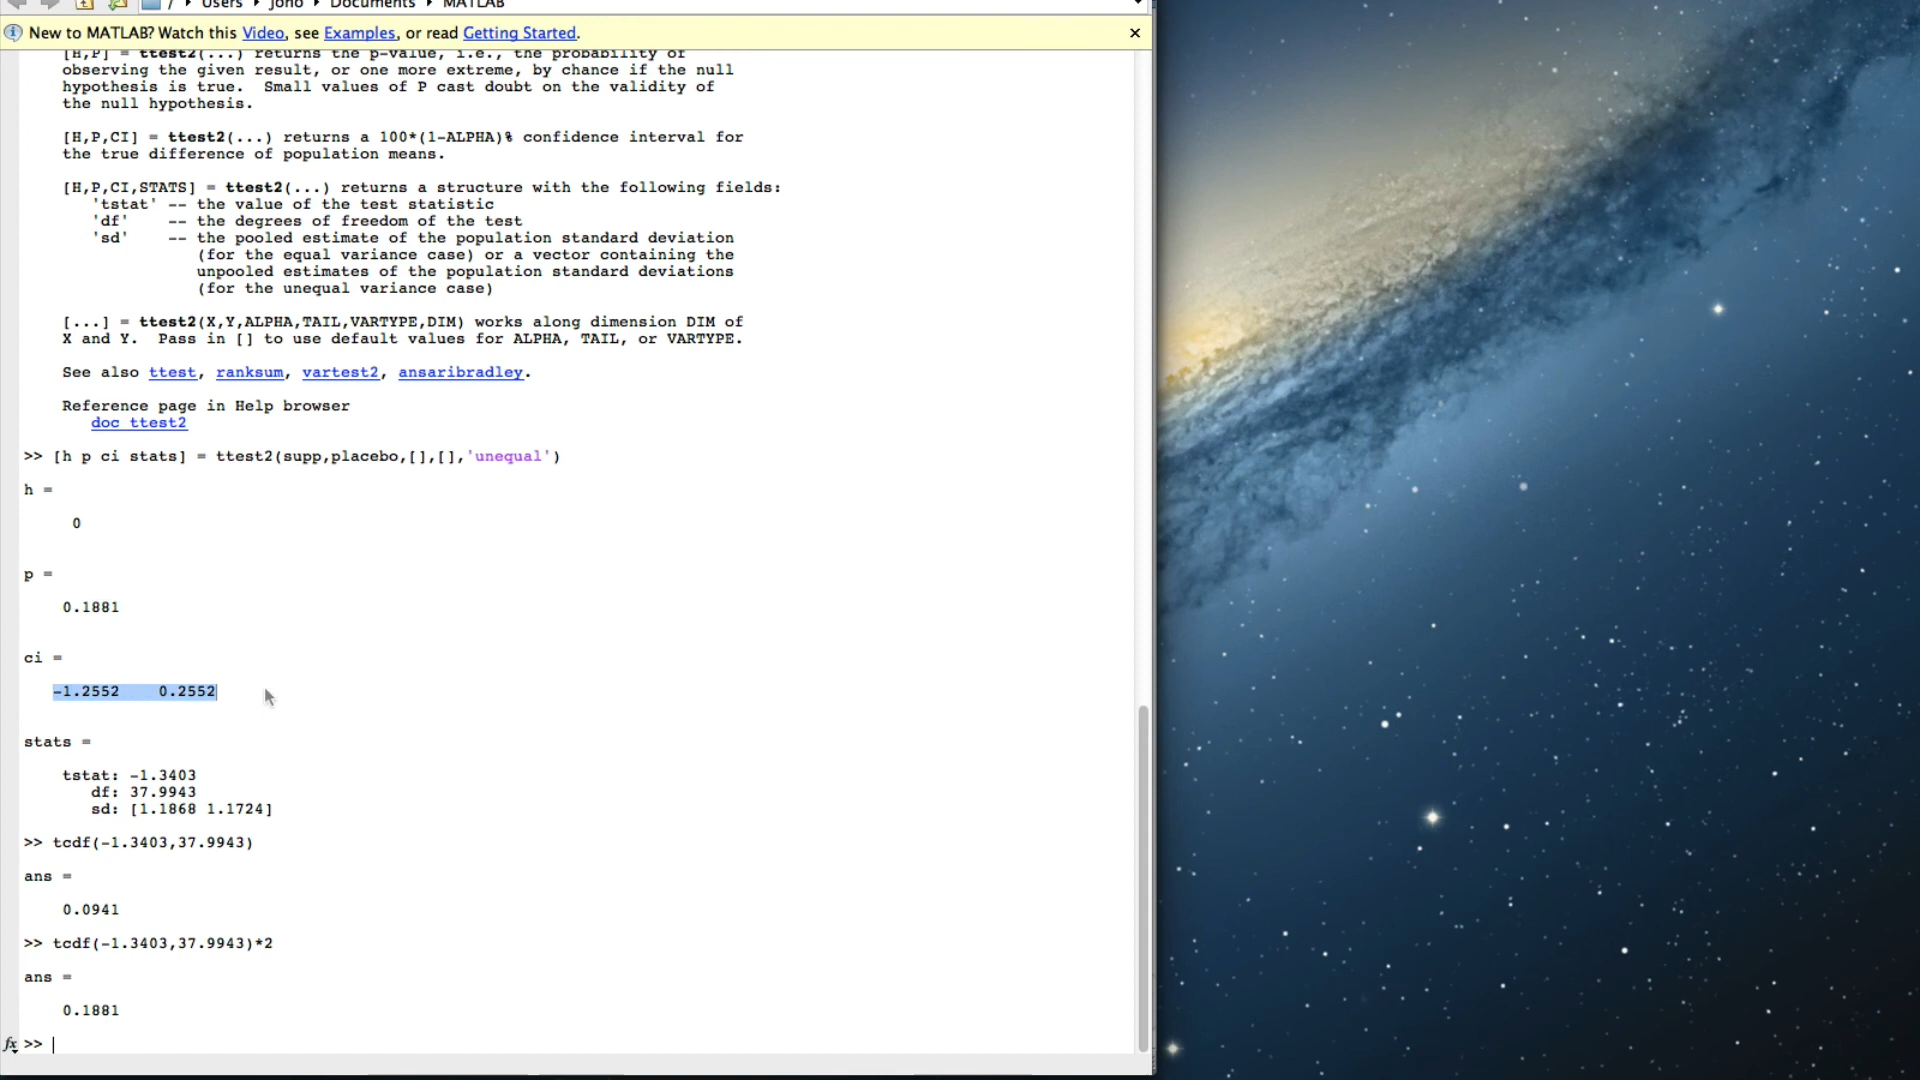 / ▸ Users ▸ jono ▸ Documents ▸ MATLAB
New to MATLAB? Watch this Video, see Examples, or read Getting Started.
[H,P] = ttest2(...) returns the p-value, i.e., the probability of
observing the given result, or one more extreme, by chance if the null
hypothesis is true.  Small values of P cast doubt on the validity of
the null hypothesis.
[H,P,CI] = ttest2(...) returns a 100*(1-ALPHA)% confidence interval for
the true difference of population means.
[H,P,CI,STATS] = ttest2(...) returns a structure with the following fields:
'tstat' -- the value of the test statistic
'df'    -- the degrees of freedom of the test
'sd'    -- the pooled estimate of the population standard deviation
(for the equal variance case) or a vector containing the
unpooled estimates of the population standard deviations
(for the unequal variance case)
[...] = ttest2(X,Y,ALPHA,TAIL,VARTYPE,DIM) works along dimension DIM of
X and Y.  Pass in [] to use default values for ALPHA, TAIL, or VARTYPE.
See also ttest, ranksum, vartest2, ansaribradley.
Reference page in Help browser
doc ttest2
>> [h p ci stats] = ttest2(supp,placebo,[],[],'unequal')
h =
0
p =
0.1881
ci =
-1.2552    0.2552
stats =
tstat: -1.3403
df: 37.9943
sd: [1.1868 1.1724]
>> tcdf(-1.3403,37.9943)
ans =
0.0941
>> tcdf(-1.3403,37.9943)*2
ans =
0.1881
fx >>